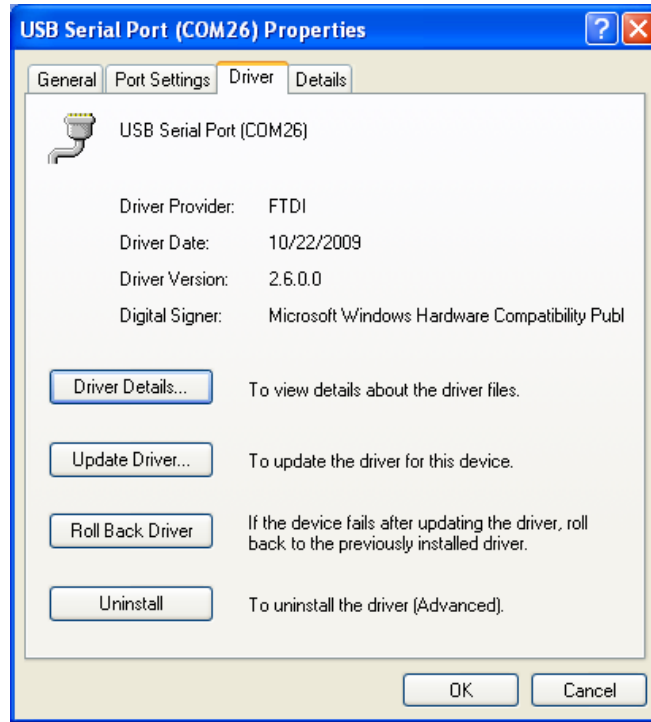 USB Serial Port (COM26) Properties
General Port Settings Driver Details
USB Serial Port (COM26)
Driver Provider: FTDI
Driver Date: 10/22/2009
Driver Version: 2.6.0.0
Digital Signer: Microsoft Windows Hardware Compatibility Publ
Driver Details... To view details about the driver files.
Update Driver... To update the driver for this device.
Roll Back Driver If the device fails after updating the driver, roll
back to the previously installed driver.
Uninstall To uninstall the driver (Advanced).
OK Cancel